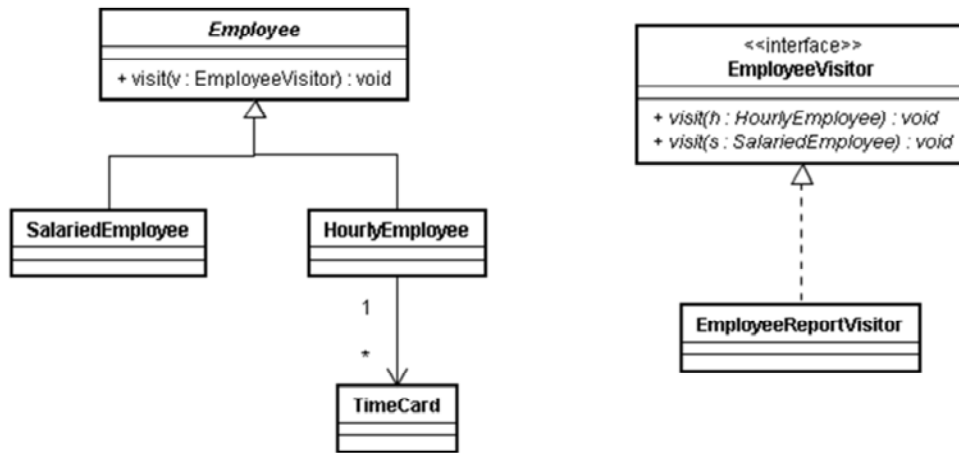 Employee
+ visit(v : EmployeeVisitor) : void
SalariedEmployee
HourlyEmployee
1
*
TimeCard
<<interface>>
EmployeeVisitor
+ visit(h : HourlyEmployee) : void
+ visit(s : SalariedEmployee) : void
EmployeeReportVisitor